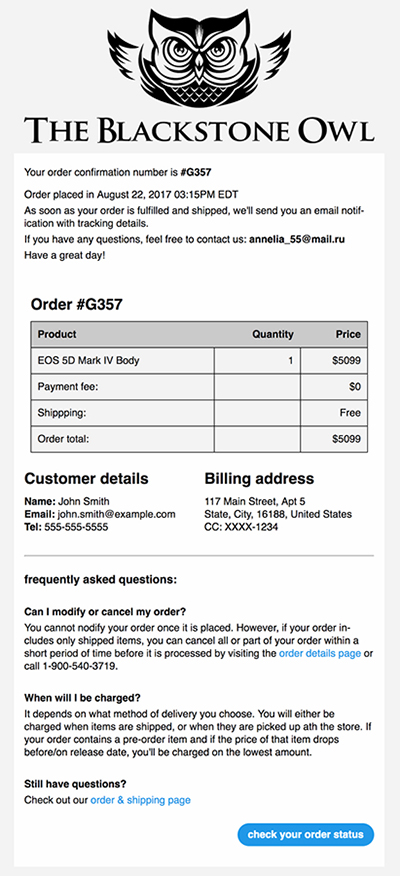 THE BLACKSTONE OWL
Your order confirmation number is #G357
Order placed in August 22, 2017 03:15PM EDT
As soon as your order is fulfilled and shipped, we'll send you an email notif-
ication with tracking details.
If you have any questions, feel free to contact us: annelia_55@mail.ru
Have a great day!
Order #G357
Product Quantity Price
EOS 5D Mark IV Body 1 $5099
Payment fee: $0
Shippping: Free
Order total: $5099
Customer details
Name: John Smith
Email: john.smith@example.com
Tel: 555-555-5555
Billing address
117 Main Street, Apt 5
State, City, 16188, United States
CC: XXXX-1234
frequently asked questions:
Can I modify or cancel my order?
You cannot nodify your order once it is placed. However, if your order in-
cludes only shipped items, you can cancel all or part of your order within a
short period of time before it is processed by visiting the order details page or
call 1-900-540-3719.
When will I be charged?
It depends on what method of delivery you choose. You will either be
charged when items are shipped, or when they are picked up ath the store. If
your order contains a pre-order item and if the price of that item drops
before/on release date, you'll be charged on the lowest amount.
Still have questions?
Check out our order & shipping page
check your order status